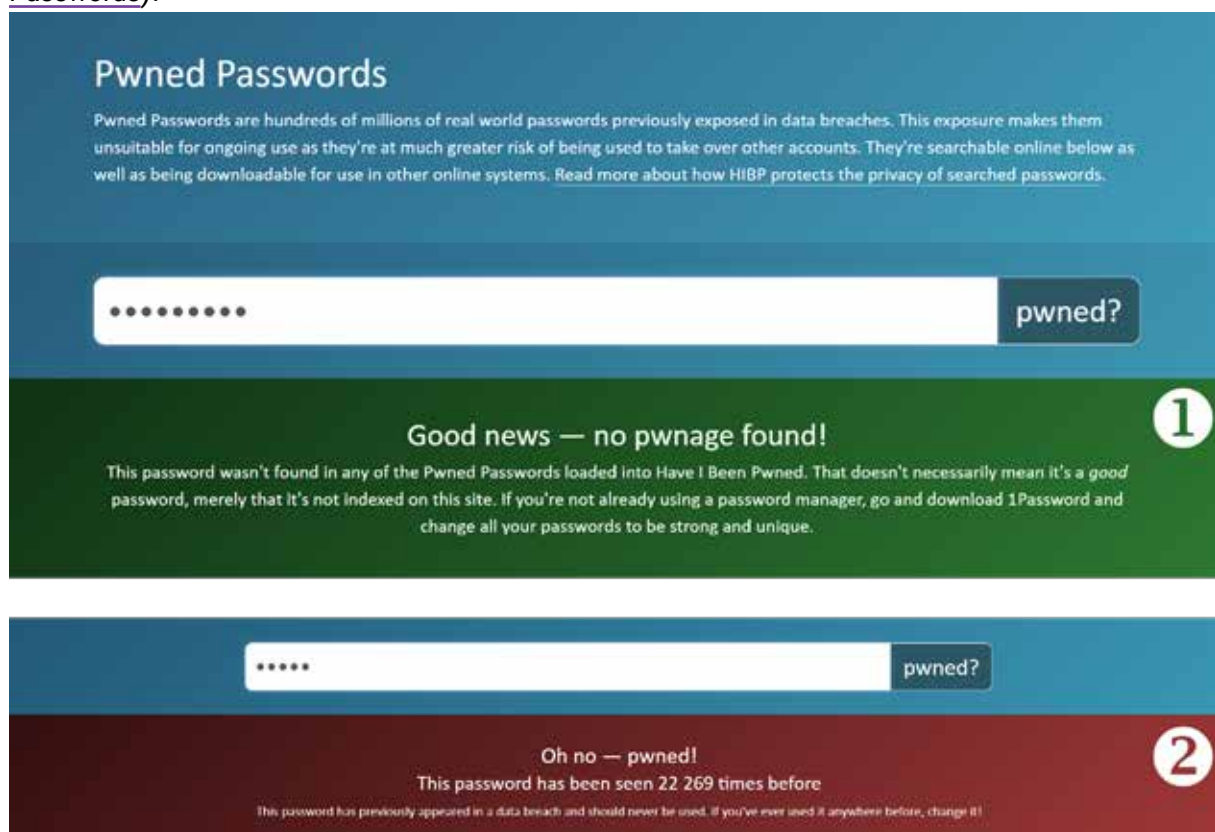 Passwords).
Pwned Passwords
Pwned Passwords are hundreds of millions of real world passwords previously exposed in data breaches. This exposure makes them
unsuitable for ongoing use as they're at much greater risk of being used to take over other accounts. They're searchable online below as
well as being downloadable for use in other online systems. Read more about how HIBP protects the privacy of searched passwords.
•••••••••
pwned?
1
Good news — no pwnage found!
This password wasn't found in any of the Pwned Passwords loaded into Have I Been Pwned. That doesn't necessarily mean it's a good
password, merely that it's not indexed on this site. If you're not already using a password manager, go and download 1Password and
change all your passwords to be strong and unique.
•••••
pwned?
2
Oh no — pwned!
This password has been seen 22 269 times before
This password has previously appeared in a data breach and should never be used. If you've ever used it anywhere before, change it!